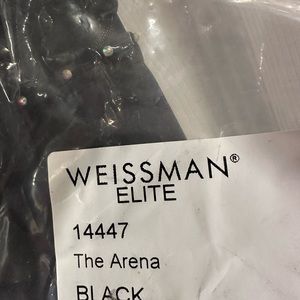 WEISSMAN®
ELITE
14447
The Arena
BLACK